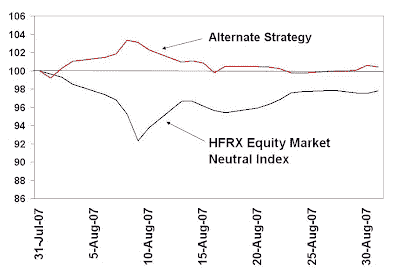 106
104
102
100
98
96
94
92
90
88
86
Alternate Strategy
HFRX Equity Market
Neutral Index
31-Jul-07
5-Aug-07
10-Aug-07
15-Aug-07
20-Aug-07
25-Aug-07
30-Aug-07